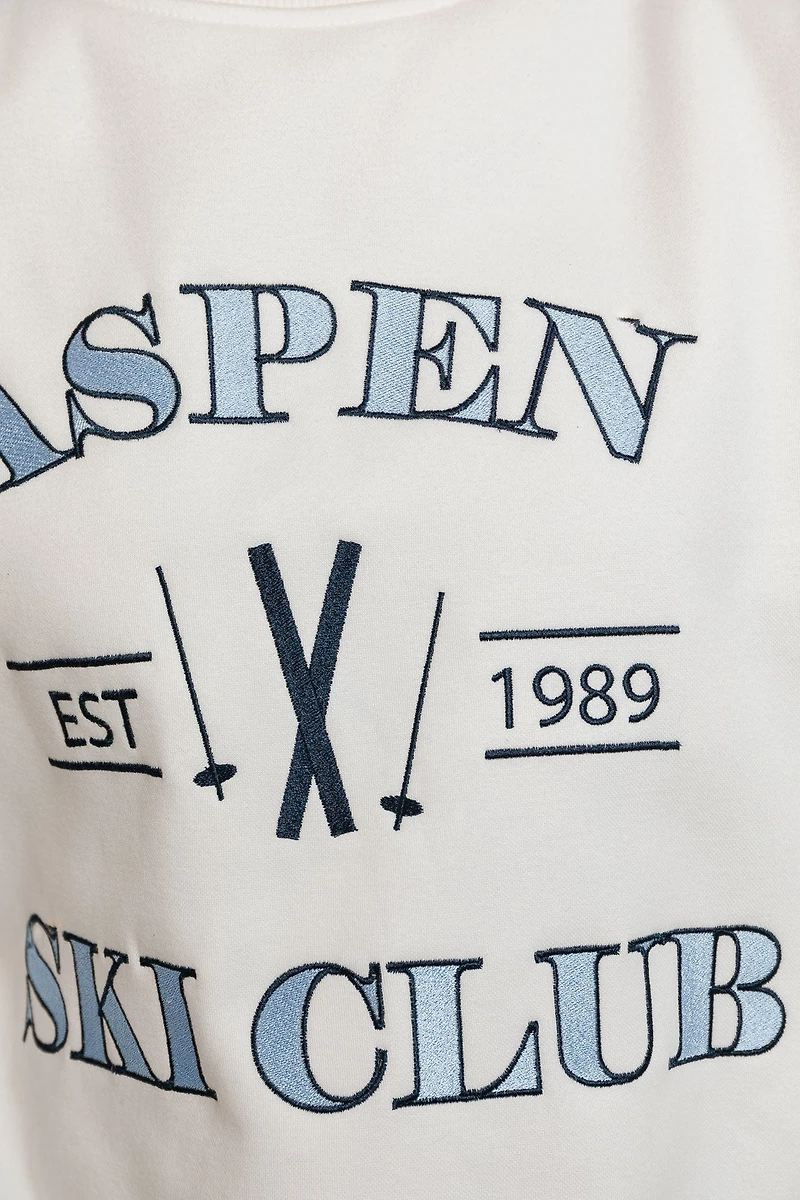 ASPEN
EST 1989
SKI CLUB